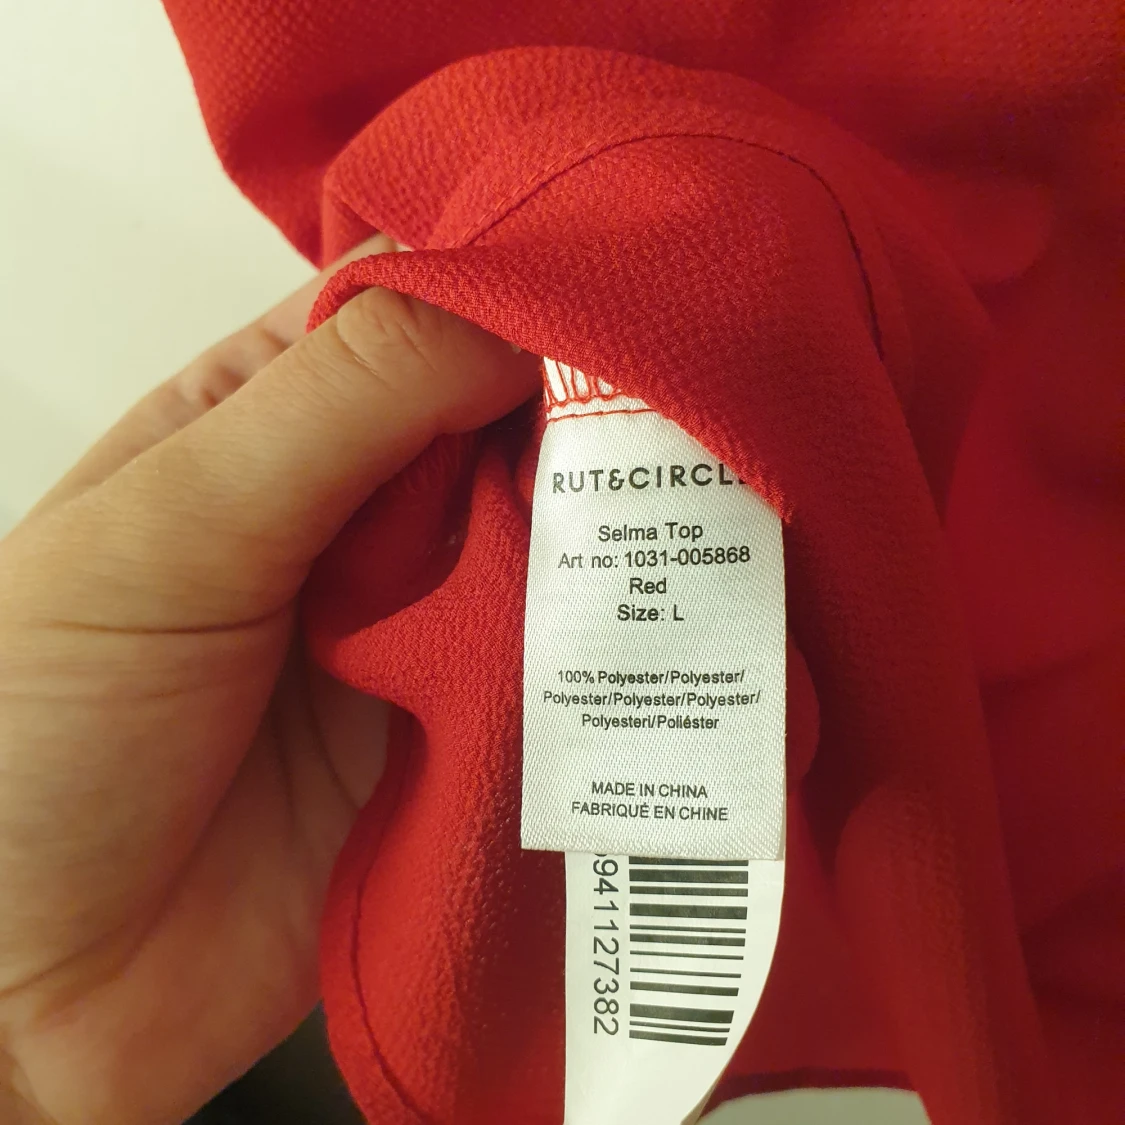 RUT&CIRCL
Selma Top
Art no: 1031-005868
Red
Size: L
100% Polyester/Polyester/
Polyester/Polyester/Polyester/
Polyesteri/Poliéster
MADE IN CHINA
FABRIQUÉ EN CHINE
941127382